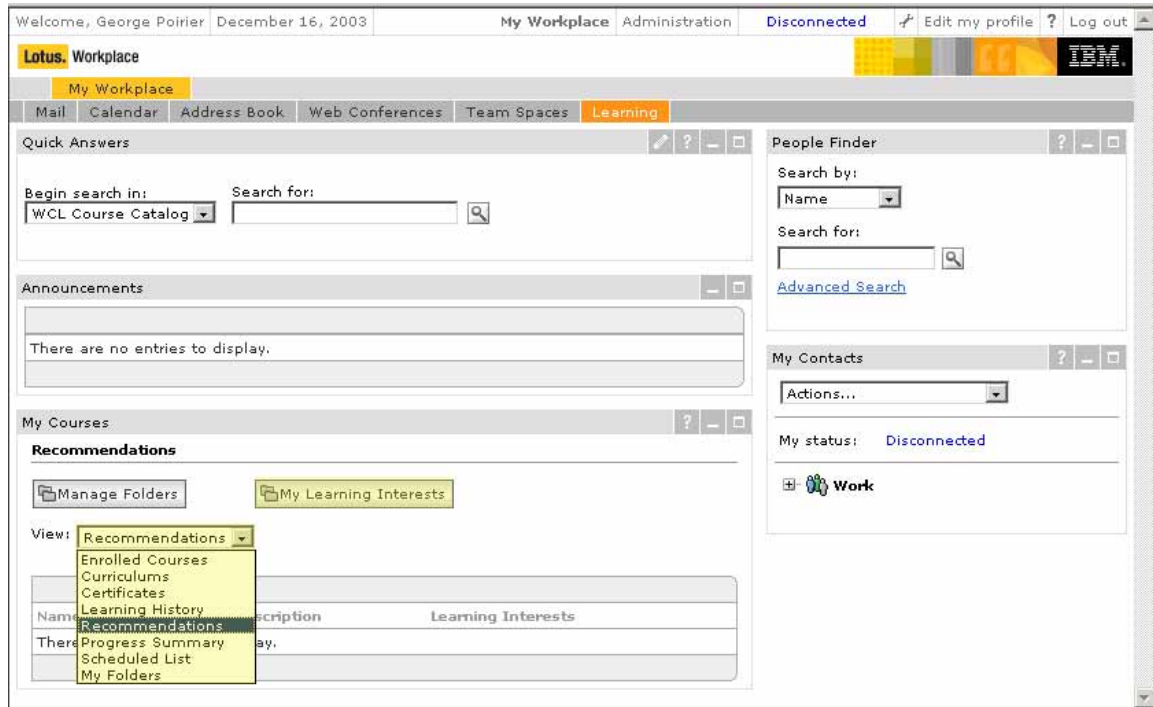 Welcome, George Poirier December 16, 2003 My Workplace Administration Disconnected Edit my profile ? Log out
Lotus. Workplace IBM.
My Workplace
Mail Calendar Address Book Web Conferences Team Spaces Learning
Quick Answers ?
Begin search in: Search for:
WCL Course Catalog
Announcements
There are no entries to display.
My Courses ?
Recommendations
Manage Folders My Learning Interests
View: Recommendations
Enrolled Courses
Curriculums
Certificates
Learning History
Recommendations
Progress Summary
Scheduled List
My Folders
Name scription Learning Interests
There ay.
People Finder ?
Search by:
Name
Search for:
Advanced Search
My Contacts ?
Actions...
My status: Disconnected
Work